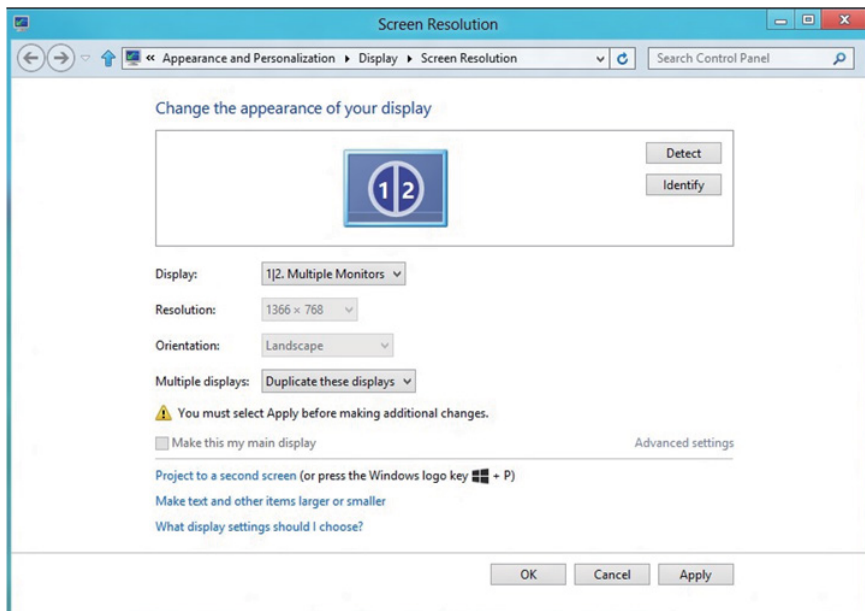 Screen Resolution
« Appearance and Personalization Display Screen Resolution Search Control Panel
Change the appearance of your display
Detect
1 2
Identify
Display: 1|2. Multiple Monitors
Resolution: 1366 × 768
Orientation: Landscape
Multiple displays: Duplicate these displays
You must select Apply before making additional changes.
Make this my main display Advanced settings
Project to a second screen (or press the Windows logo key + P)
Make text and other items larger or smaller
What display settings should I choose?
OK Cancel Apply